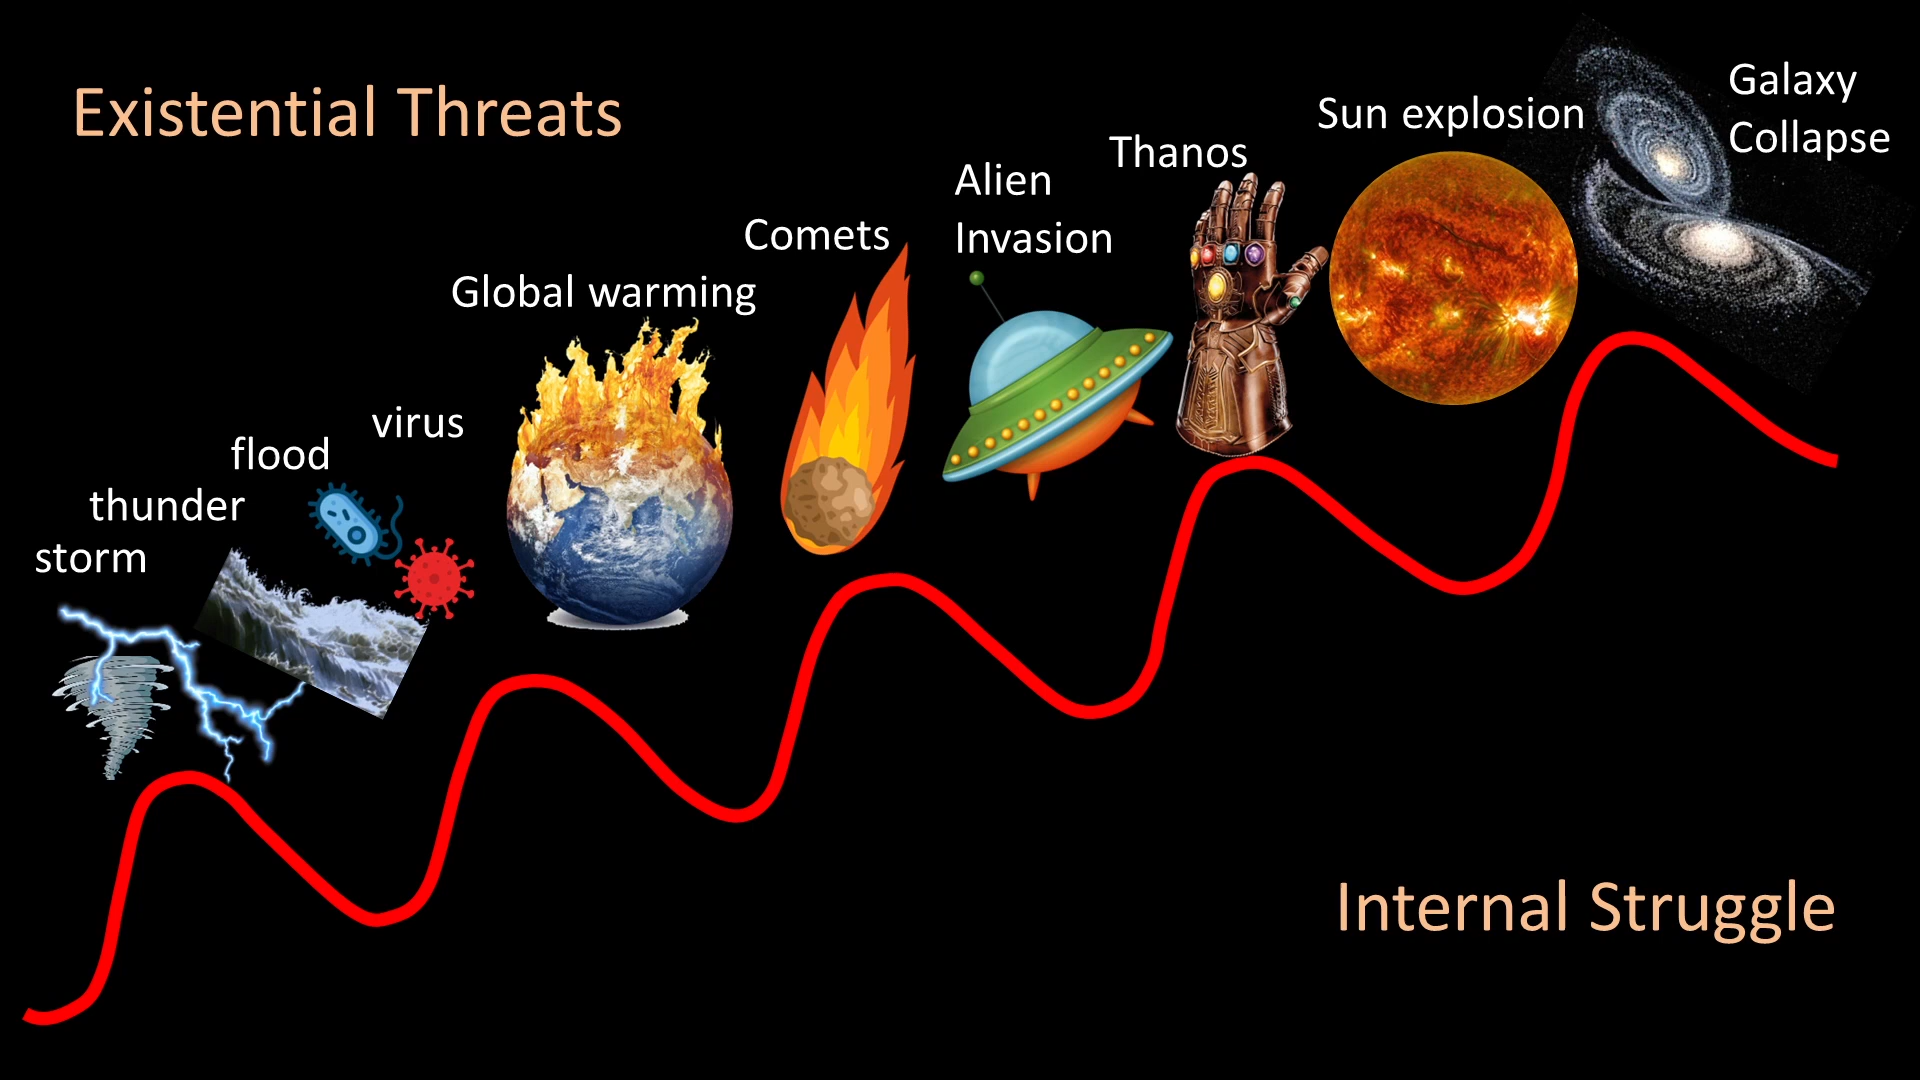 Existential Threats
storm
thunder
flood
virus
Global warming
Comets
Alien
Invasion
Thanos
Sun explosion
Galaxy
Collapse
Internal Struggle